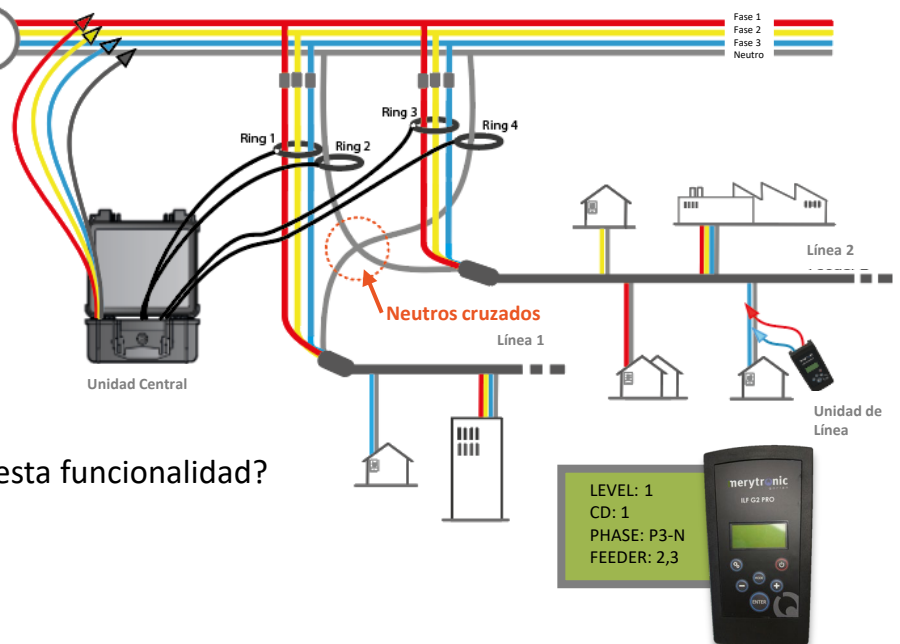 Fase 1
Fase 2
Fase 3
Neutro
Ring 1
Ring 2
Ring 3
Ring 4
Línea 2
Neutros cruzados
Línea 1
Unidad Central
Unidad de
Línea
esta funcionalidad?
LEVEL: 1
CD: 1
PHASE: P3-N
FEEDER: 2,3
nerytronic
ILF G2 PRO
ENTER